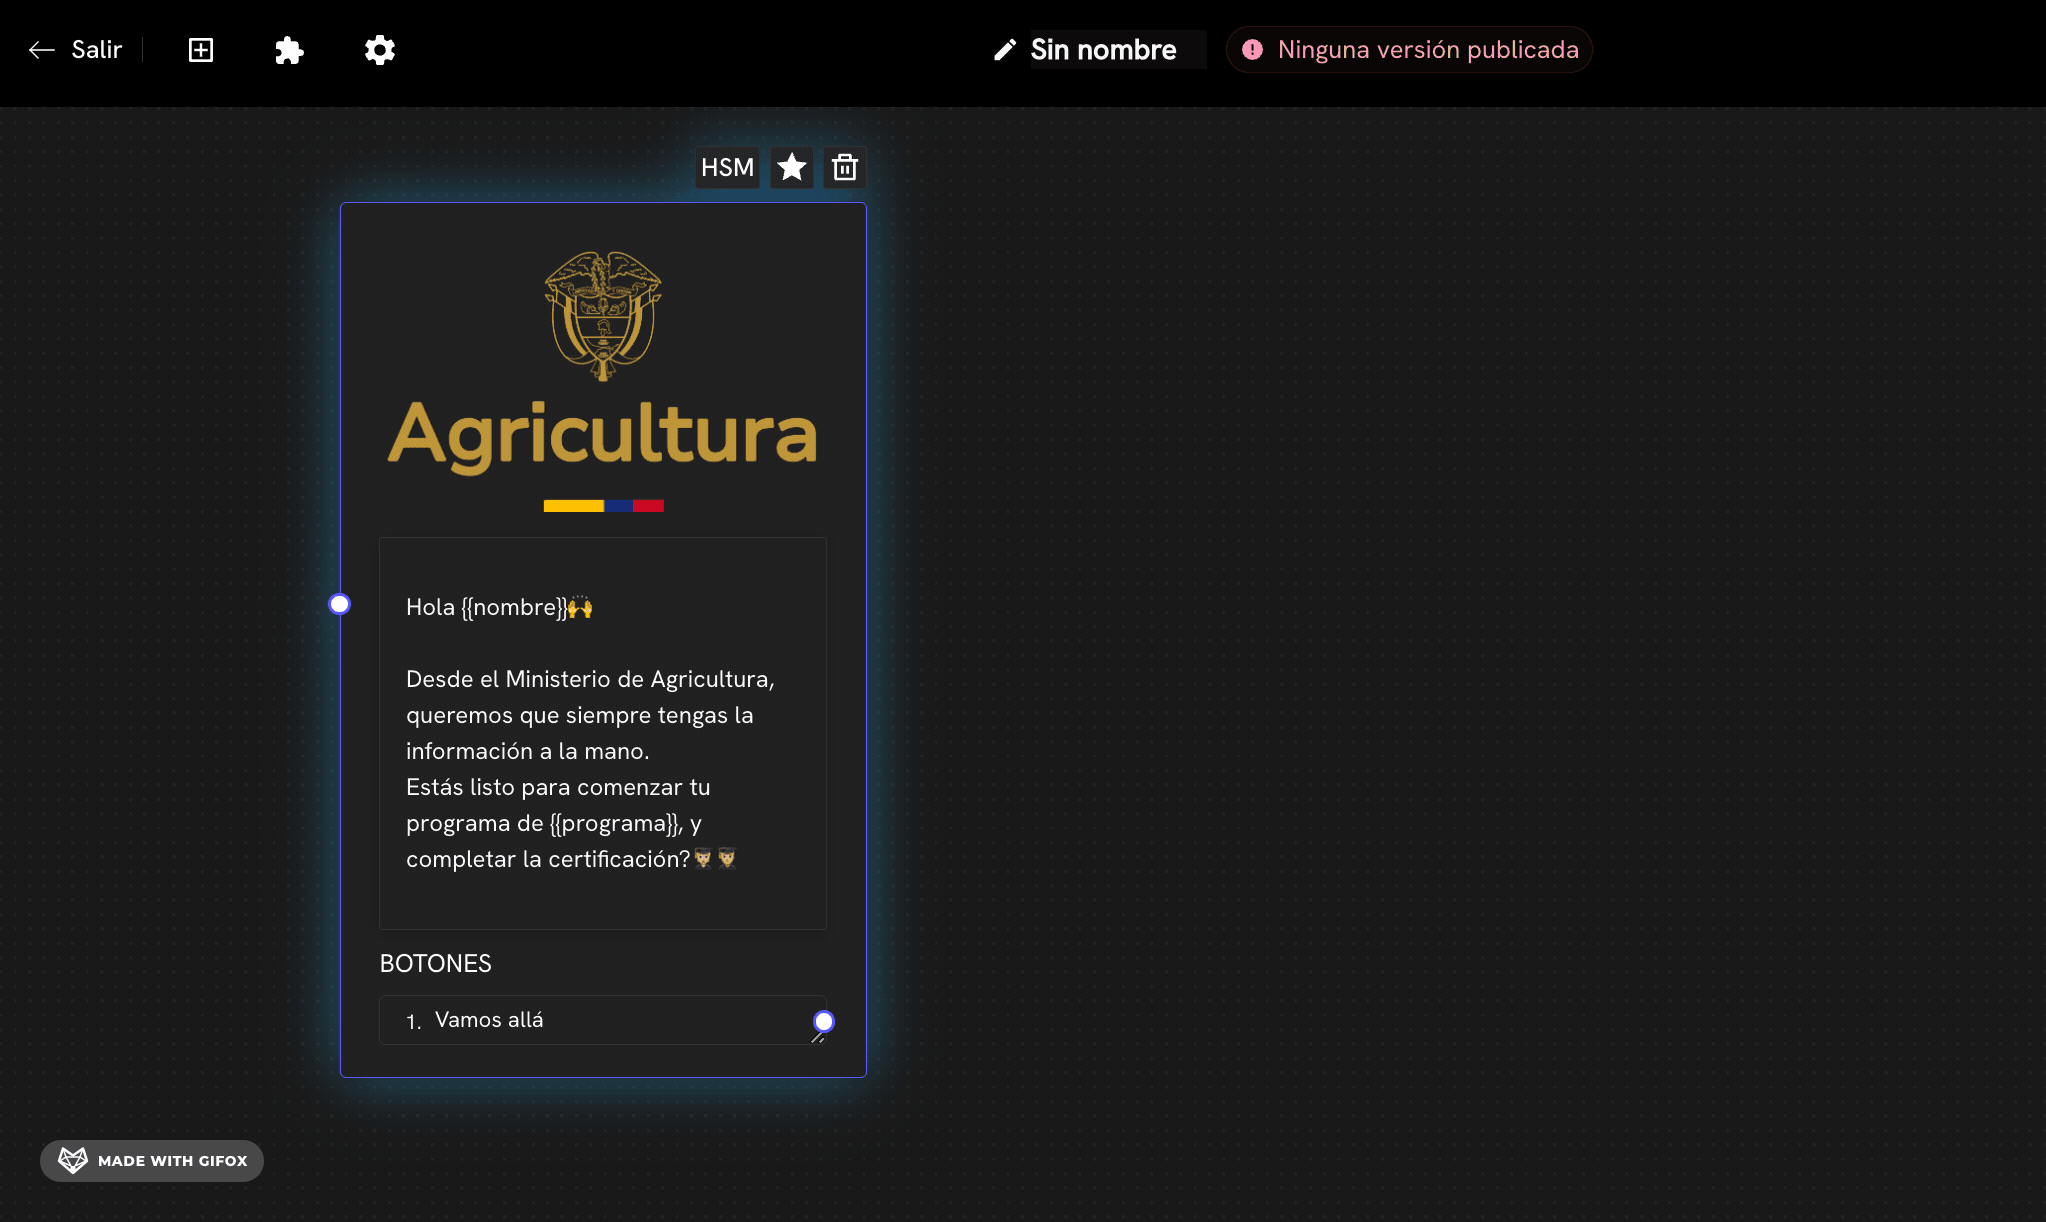 Salir
Sin nombre
Ninguna versión publicada
HSM
Agricultura
Hola {{nombre}}🙌
Desde el Ministerio de Agricultura,
queremos que siempre tengas la
información a la mano.
Estás listo para comenzar tu
programa de {{programa}}, y
completar la certificación?👨🏼‍🎓👨🏼‍🎓
BOTONES
1. Vamos allá
MADE WITH GIFOX